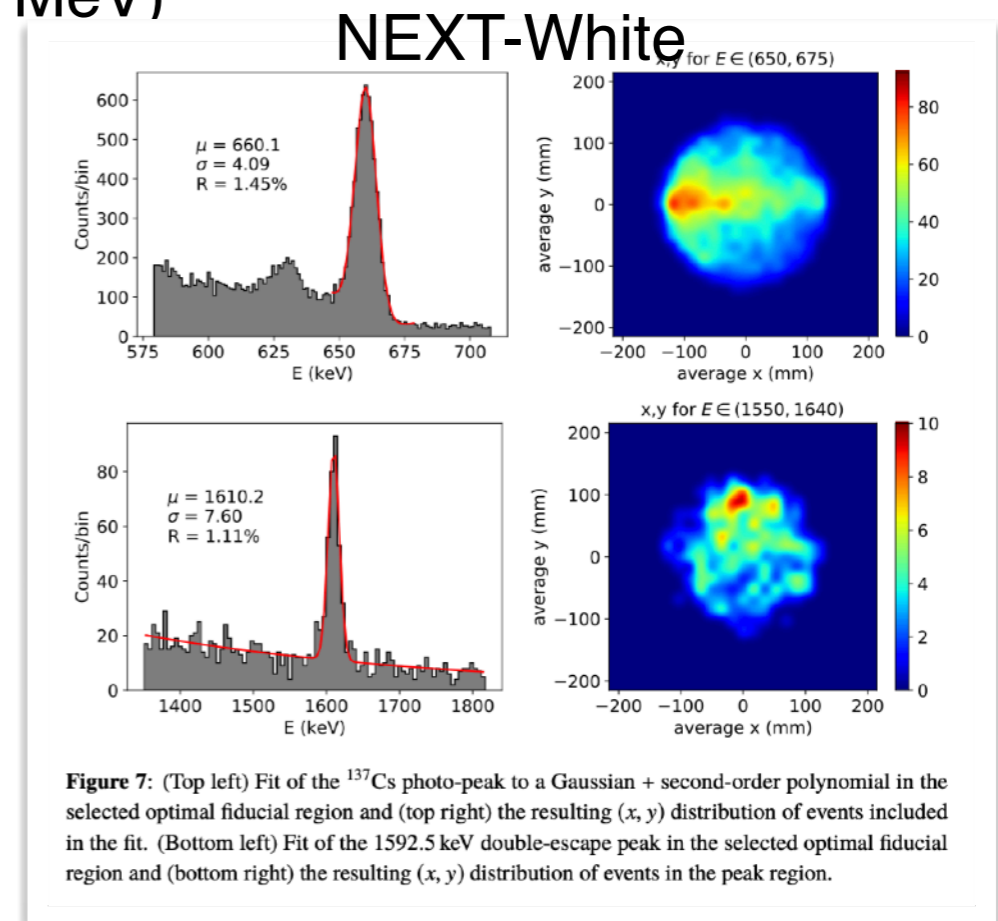 MeV)
NEXT-White
μ = 660.1
σ = 4.09
R = 1.45%
Counts/bin
600
500
400
300
200
100
0
575 600 625 650 675 700
E (keV)
x,y for E ∈ (650, 675)
average y (mm)
200
100
0
−100
−200
−200 −100 0 100 200
average x (mm)
80
60
40
20
0
μ = 1610.2
σ = 7.60
R = 1.11%
Counts/bin
80
60
40
20
0
1400 1500 1600 1700 1800
E (keV)
x,y for E ∈ (1550, 1640)
average y (mm)
200
100
0
−100
−200
−200 −100 0 100 200
average x (mm)
10
8
6
4
2
0
Figure 7: (Top left) Fit of the ¹³⁷Cs photo-peak to a Gaussian + second-order polynomial in the
selected optimal fiducial region and (top right) the resulting (x, y) distribution of events included
in the fit. (Bottom left) Fit of the 1592.5 keV double-escape peak in the selected optimal fiducial
region and (bottom right) the resulting (x, y) distribution of events in the peak region.